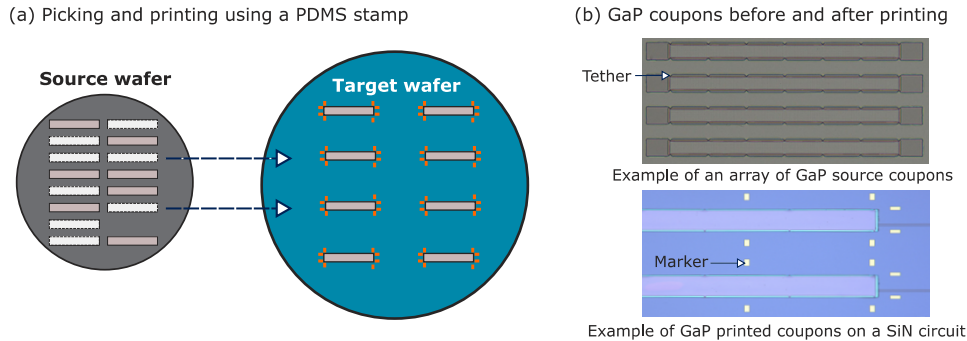 (a) Picking and printing using a PDMS stamp
Source wafer
Target wafer
(b) GaP coupons before and after printing
Tether
Example of an array of GaP source coupons
Marker
Example of GaP printed coupons on a SiN circuit